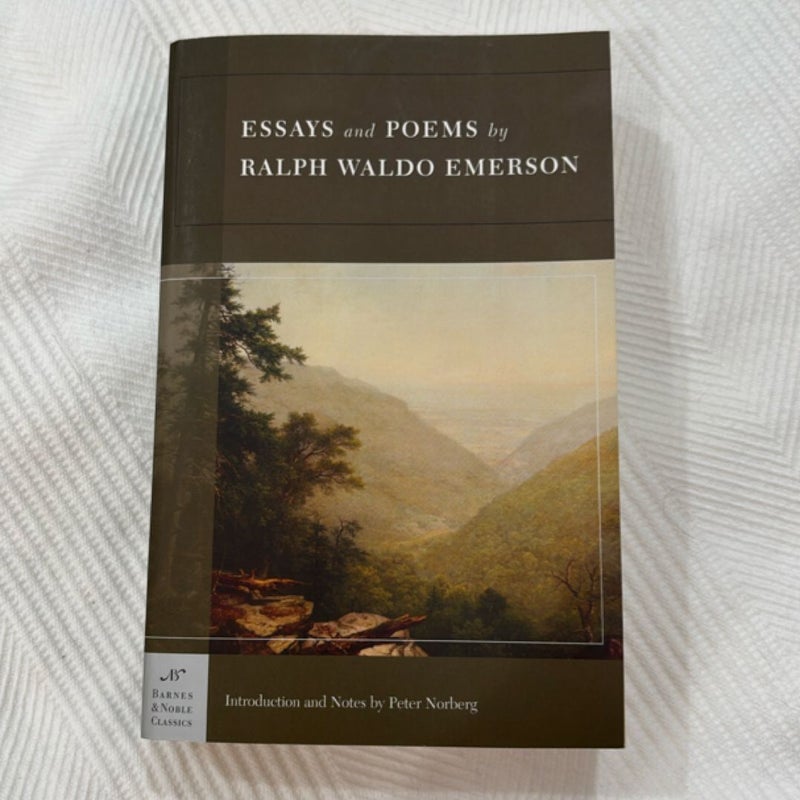 ESSAYS and POEMS by
RALPH WALDO EMERSON
BARNES
& NOBLE
CLASSICS
Introduction and Notes by Peter Norberg